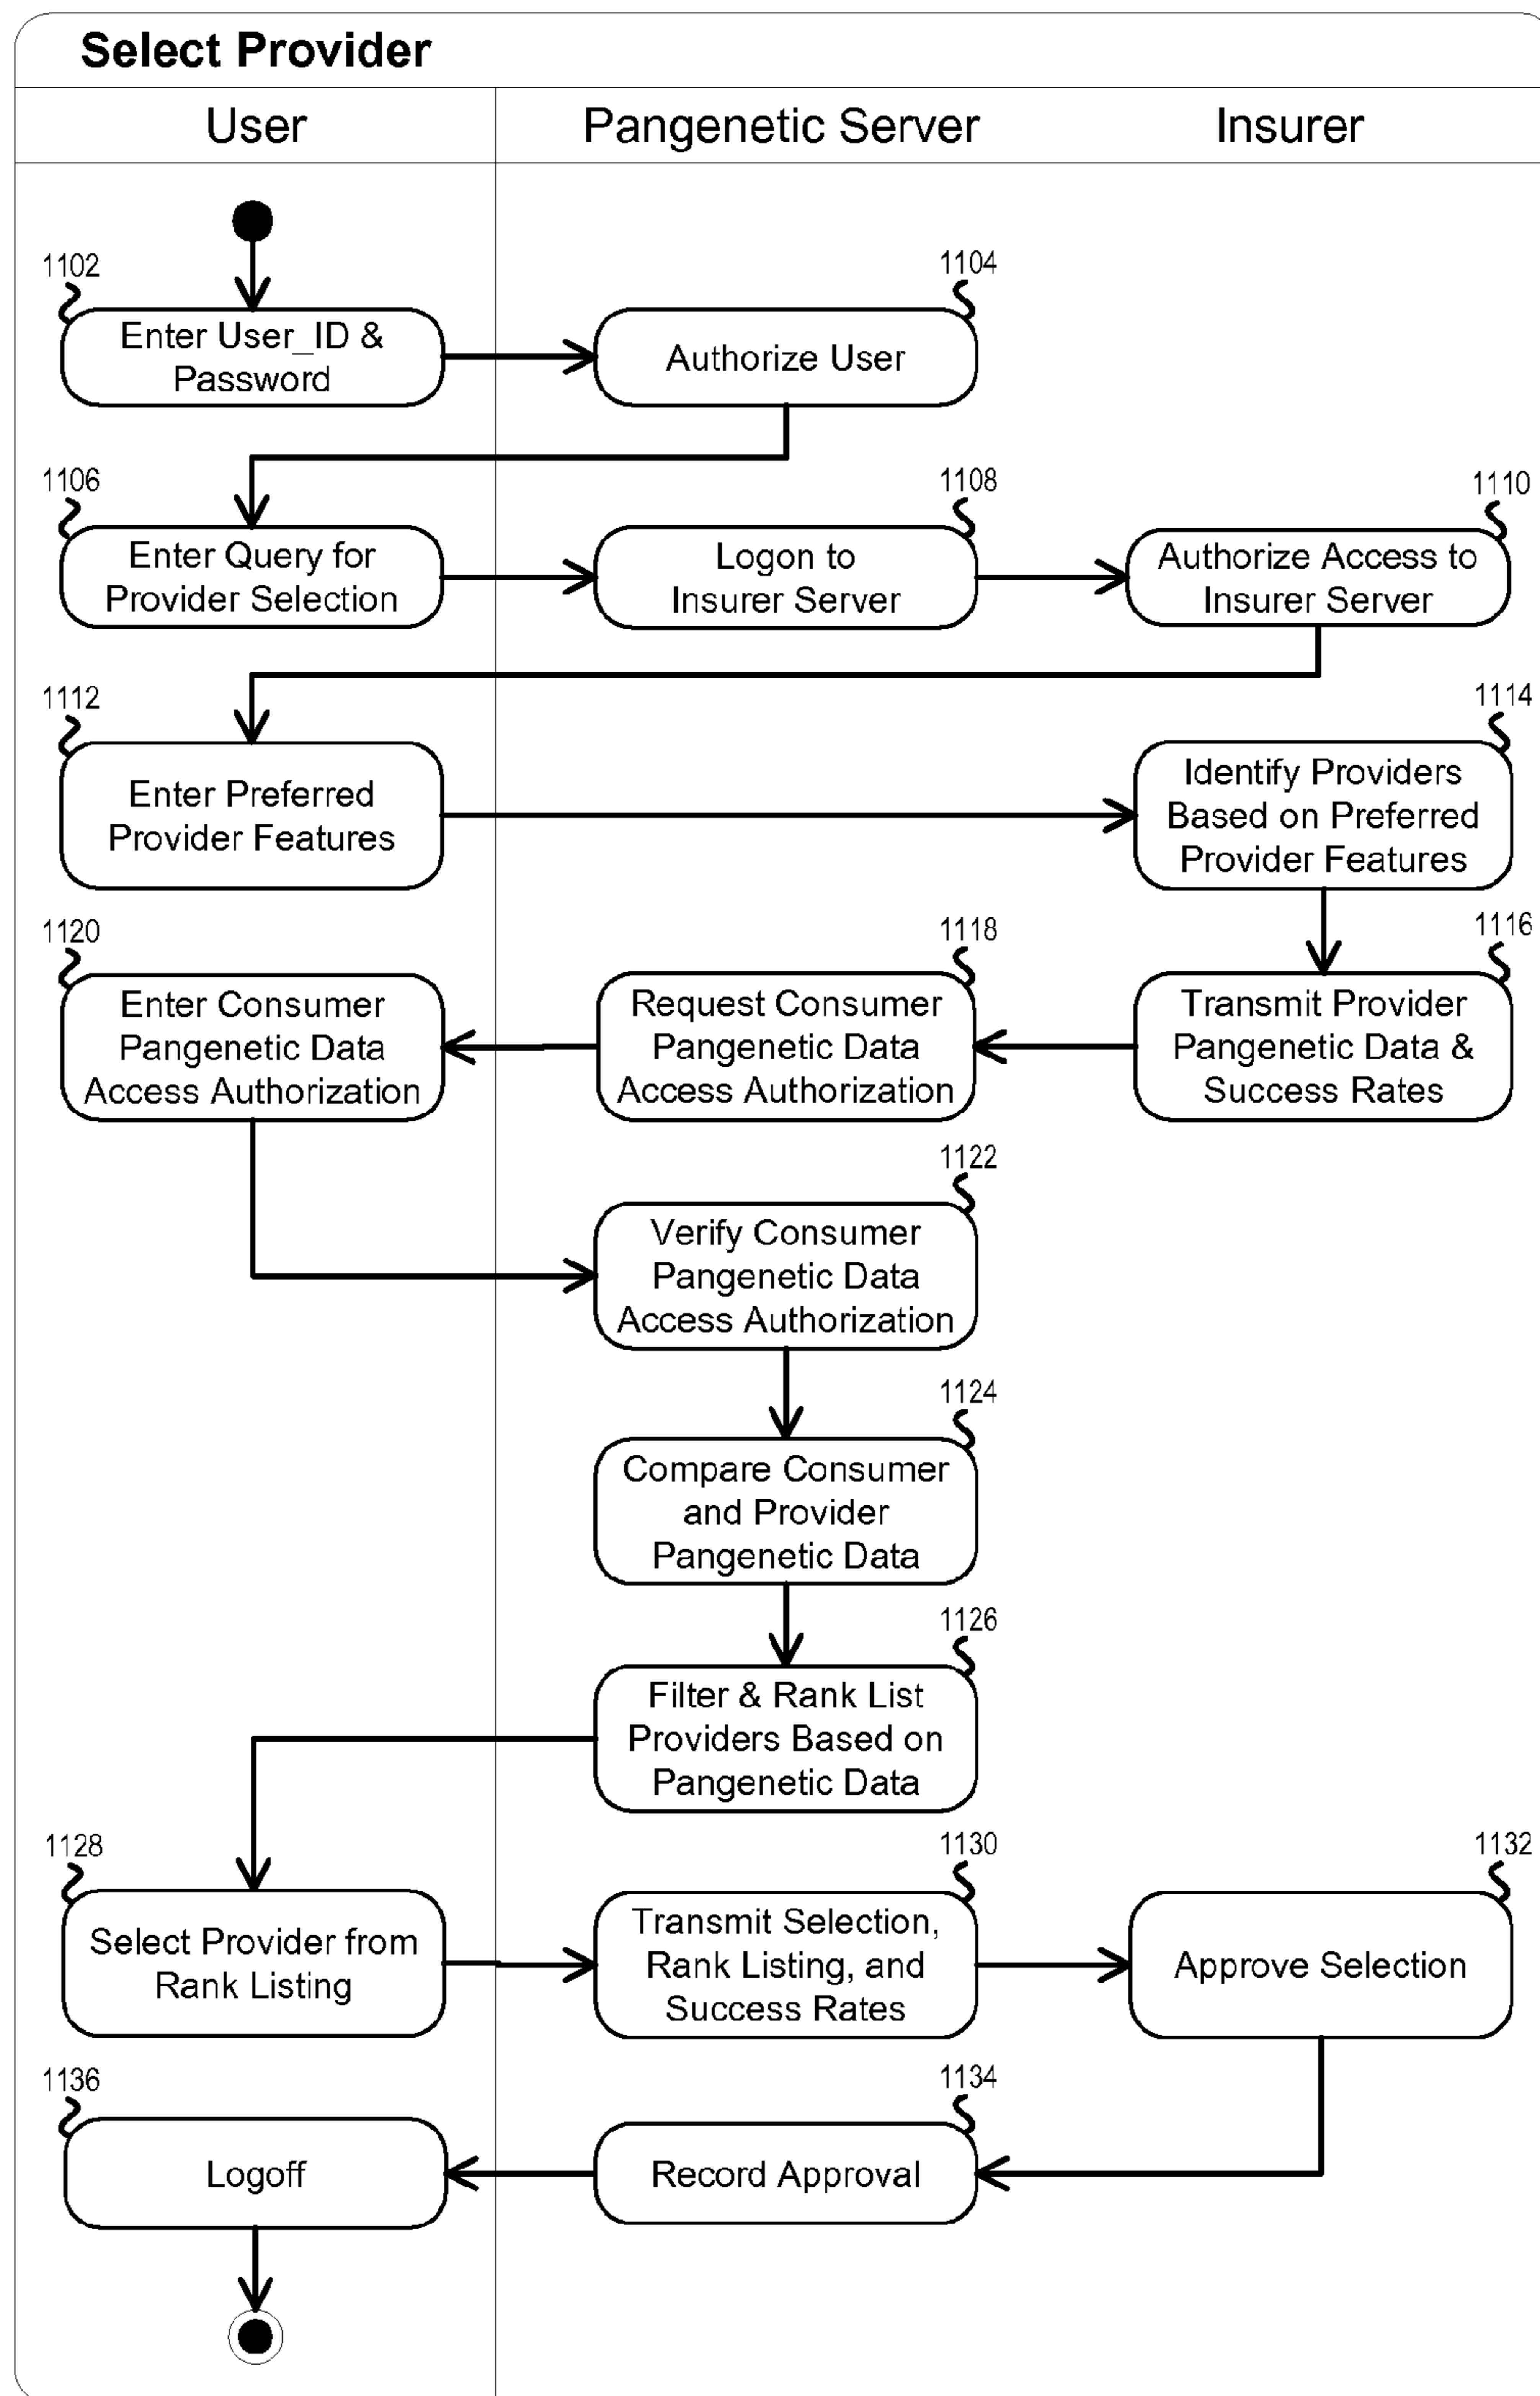 Select Provider
User
Pangenetic Server
Insurer
1102
Enter User_ID &
Password
1104
Authorize User
1106
Enter Query for
Provider Selection
1108
Logon to
Insurer Server
1110
Authorize Access to
Insurer Server
1112
Enter Preferred
Provider Features
1114
Identify Providers
Based on Preferred
Provider Features
1116
Transmit Provider
Pangenetic Data &
Success Rates
1118
Request Consumer
Pangenetic Data
Access Authorization
1120
Enter Consumer
Pangenetic Data
Access Authorization
1122
Verify Consumer
Pangenetic Data
Access Authorization
1124
Compare Consumer
and Provider
Pangenetic Data
1126
Filter & Rank List
Providers Based on
Pangenetic Data
1128
Select Provider from
Rank Listing
1130
Transmit Selection,
Rank Listing, and
Success Rates
1132
Approve Selection
1134
Record Approval
1136
Logoff